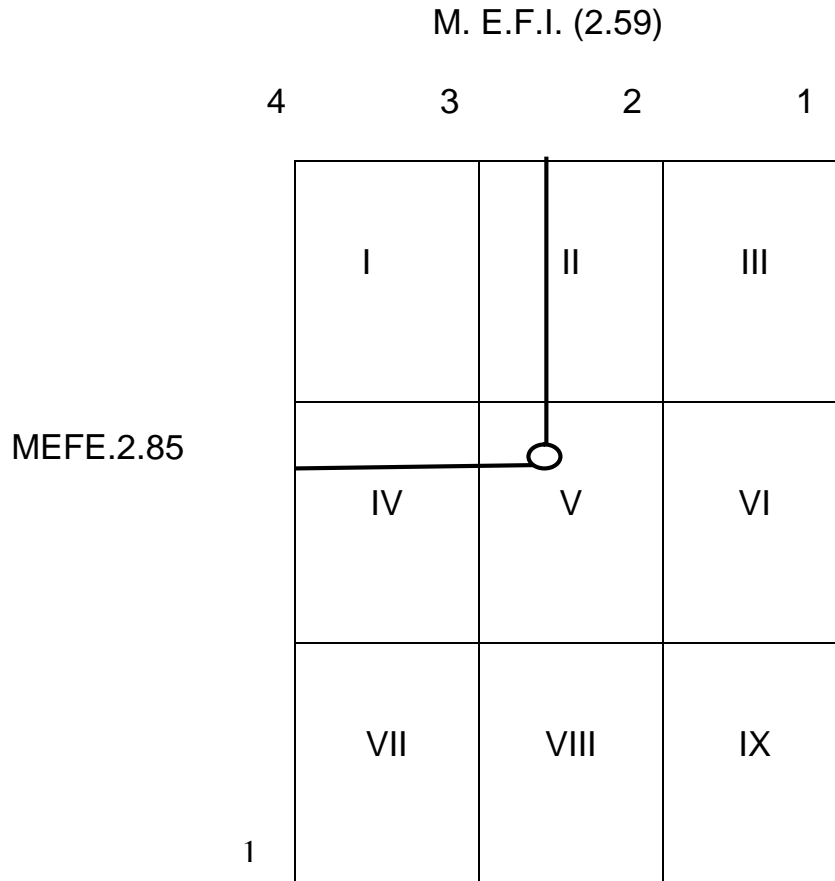 M. E.F.I. (2.59)
4 3 2 1
I II III
MEFE.2.85
IV V VI
VII VIII IX
1